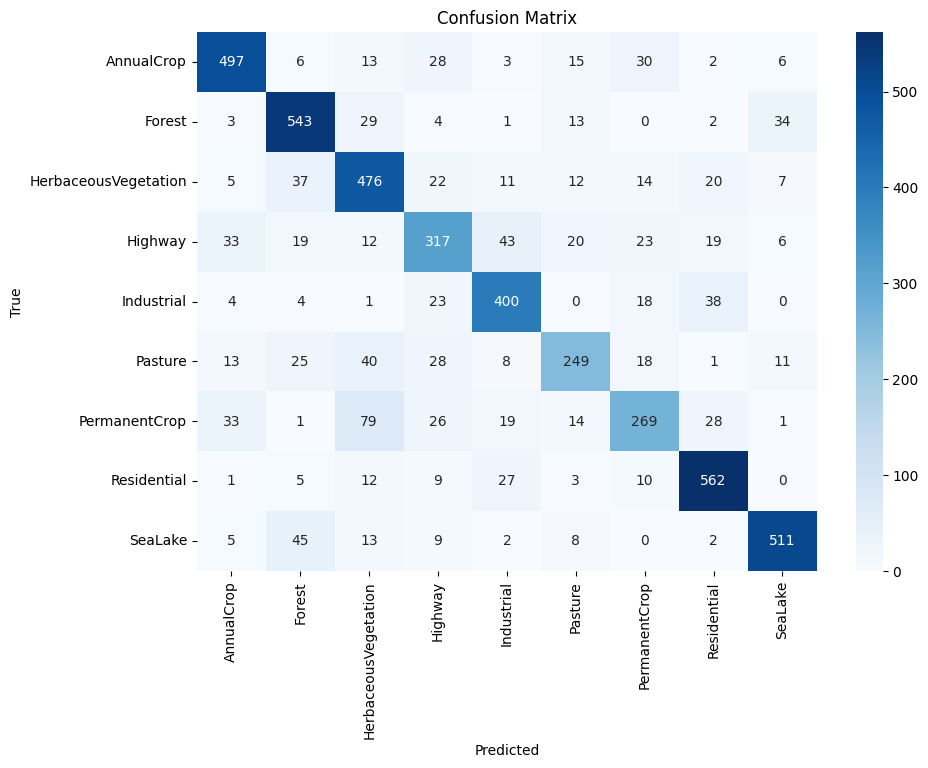 Confusion Matrix
True
AnnualCrop 497 6 13 28 3 15 30 2 6
Forest 3 543 29 4 1 13 0 2 34
HerbaceousVegetation 5 37 476 22 11 12 14 20 7
Highway 33 19 12 317 43 20 23 19 6
Industrial 4 4 1 23 400 0 18 38 0
Pasture 13 25 40 28 8 249 18 1 11
PermanentCrop 33 1 79 26 19 14 269 28 1
Residential 1 5 12 9 27 3 10 562 0
SeaLake 5 45 13 9 2 8 0 2 511
AnnualCrop
Forest
HerbaceousVegetation
Highway
Industrial
Pasture
PermanentCrop
Residential
SeaLake
Predicted
500
400
300
200
100
0